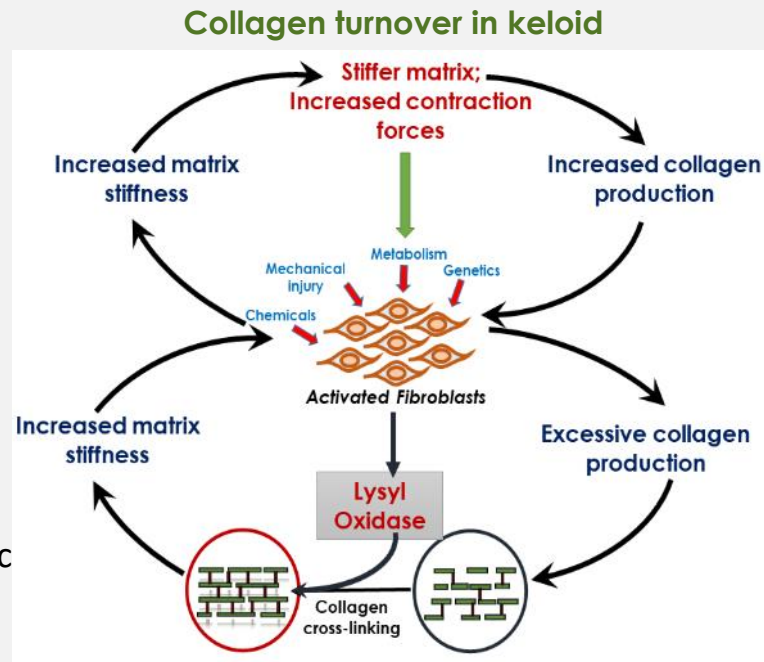 Collagen turnover in keloid
Stiffer matrix;
Increased contraction
forces
Increased matrix
stiffness
Increased collagen
production
Metabolism
Mechanical
injury
Genetics
Chemicals
Activated Fibroblasts
Increased matrix
stiffness
Excessive collagen
production
Lysyl
Oxidase
c
Collagen
cross-linking